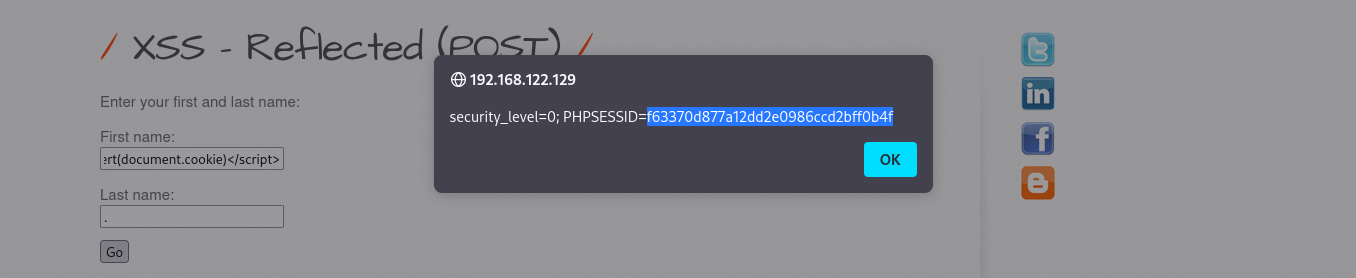 / XSS - Reflected (POST) /
192.168.122.129
security_level=0; PHPSESSID=f63370d877a12dd2e0986ccd2bff0b4f
OK
Enter your first and last name:
First name:
ert(document.cookie)</script>
Last name:
.
Go